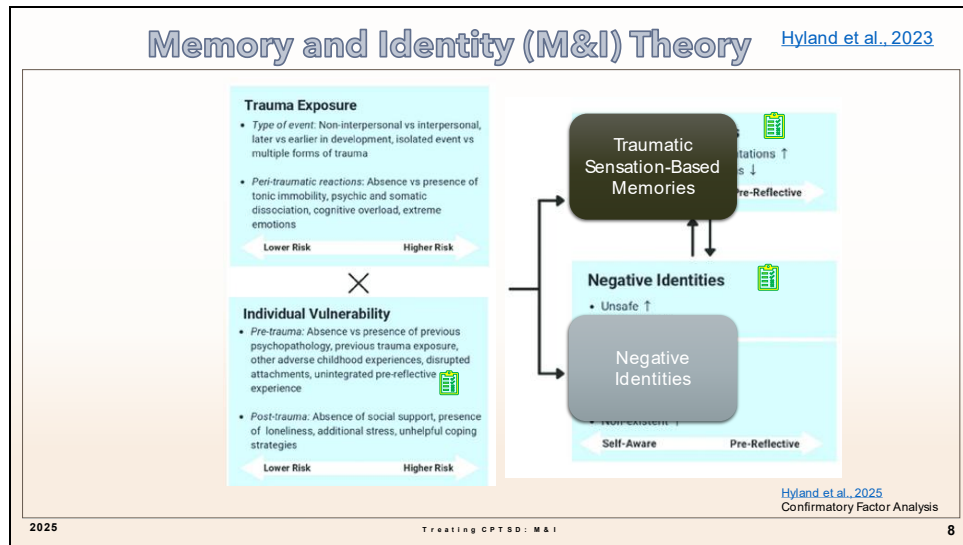 Memory and Identity (M&I) Theory
Hyland et al., 2023
Trauma Exposure
• Type of event: Non-interpersonal vs interpersonal,
later vs earlier in development, isolated event vs
multiple forms of trauma
• Peri-traumatic reactions: Absence vs presence of
tonic immobility, psychic and somatic
dissociation, cognitive overload, extreme
emotions
Lower Risk Higher Risk
Individual Vulnerability
• Pre-trauma: Absence vs presence of previous
psychopathology, previous trauma exposure,
other adverse childhood experiences, disrupted
attachments, unintegrated pre-reflective
experience
• Post-trauma: Absence of social support, presence
of loneliness, additional stress, unhelpful coping
strategies
Lower Risk Higher Risk
Traumatic
Sensation-Based
Memories
↑
↓
Pre-Reflective
Negative Identities
• Unsafe ↑
Negative
Identities
• Non-existent ↑
Self-Aware Pre-Reflective
Hyland et al., 2025
Confirmatory Factor Analysis
2025
Treating CPTSD: M&I
8